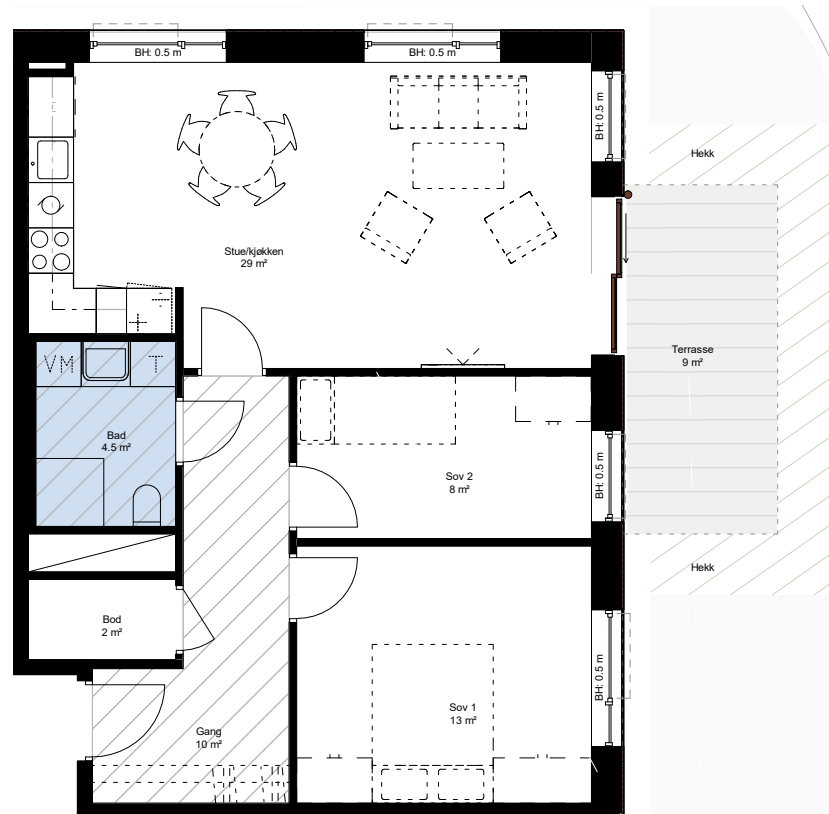 BH: 0.5 m
BH: 0.5 m
BH: 0.5 m
Hekk
Stue/kjøkken
29 m²
Terrasse
9 m²
VM
T
Bad
4.5 m²
Sov 2
8 m²
BH: 0.5 m
Hekk
Bod
2 m²
BH: 0.5 m
Sov 1
13 m²
Gang
10 m²